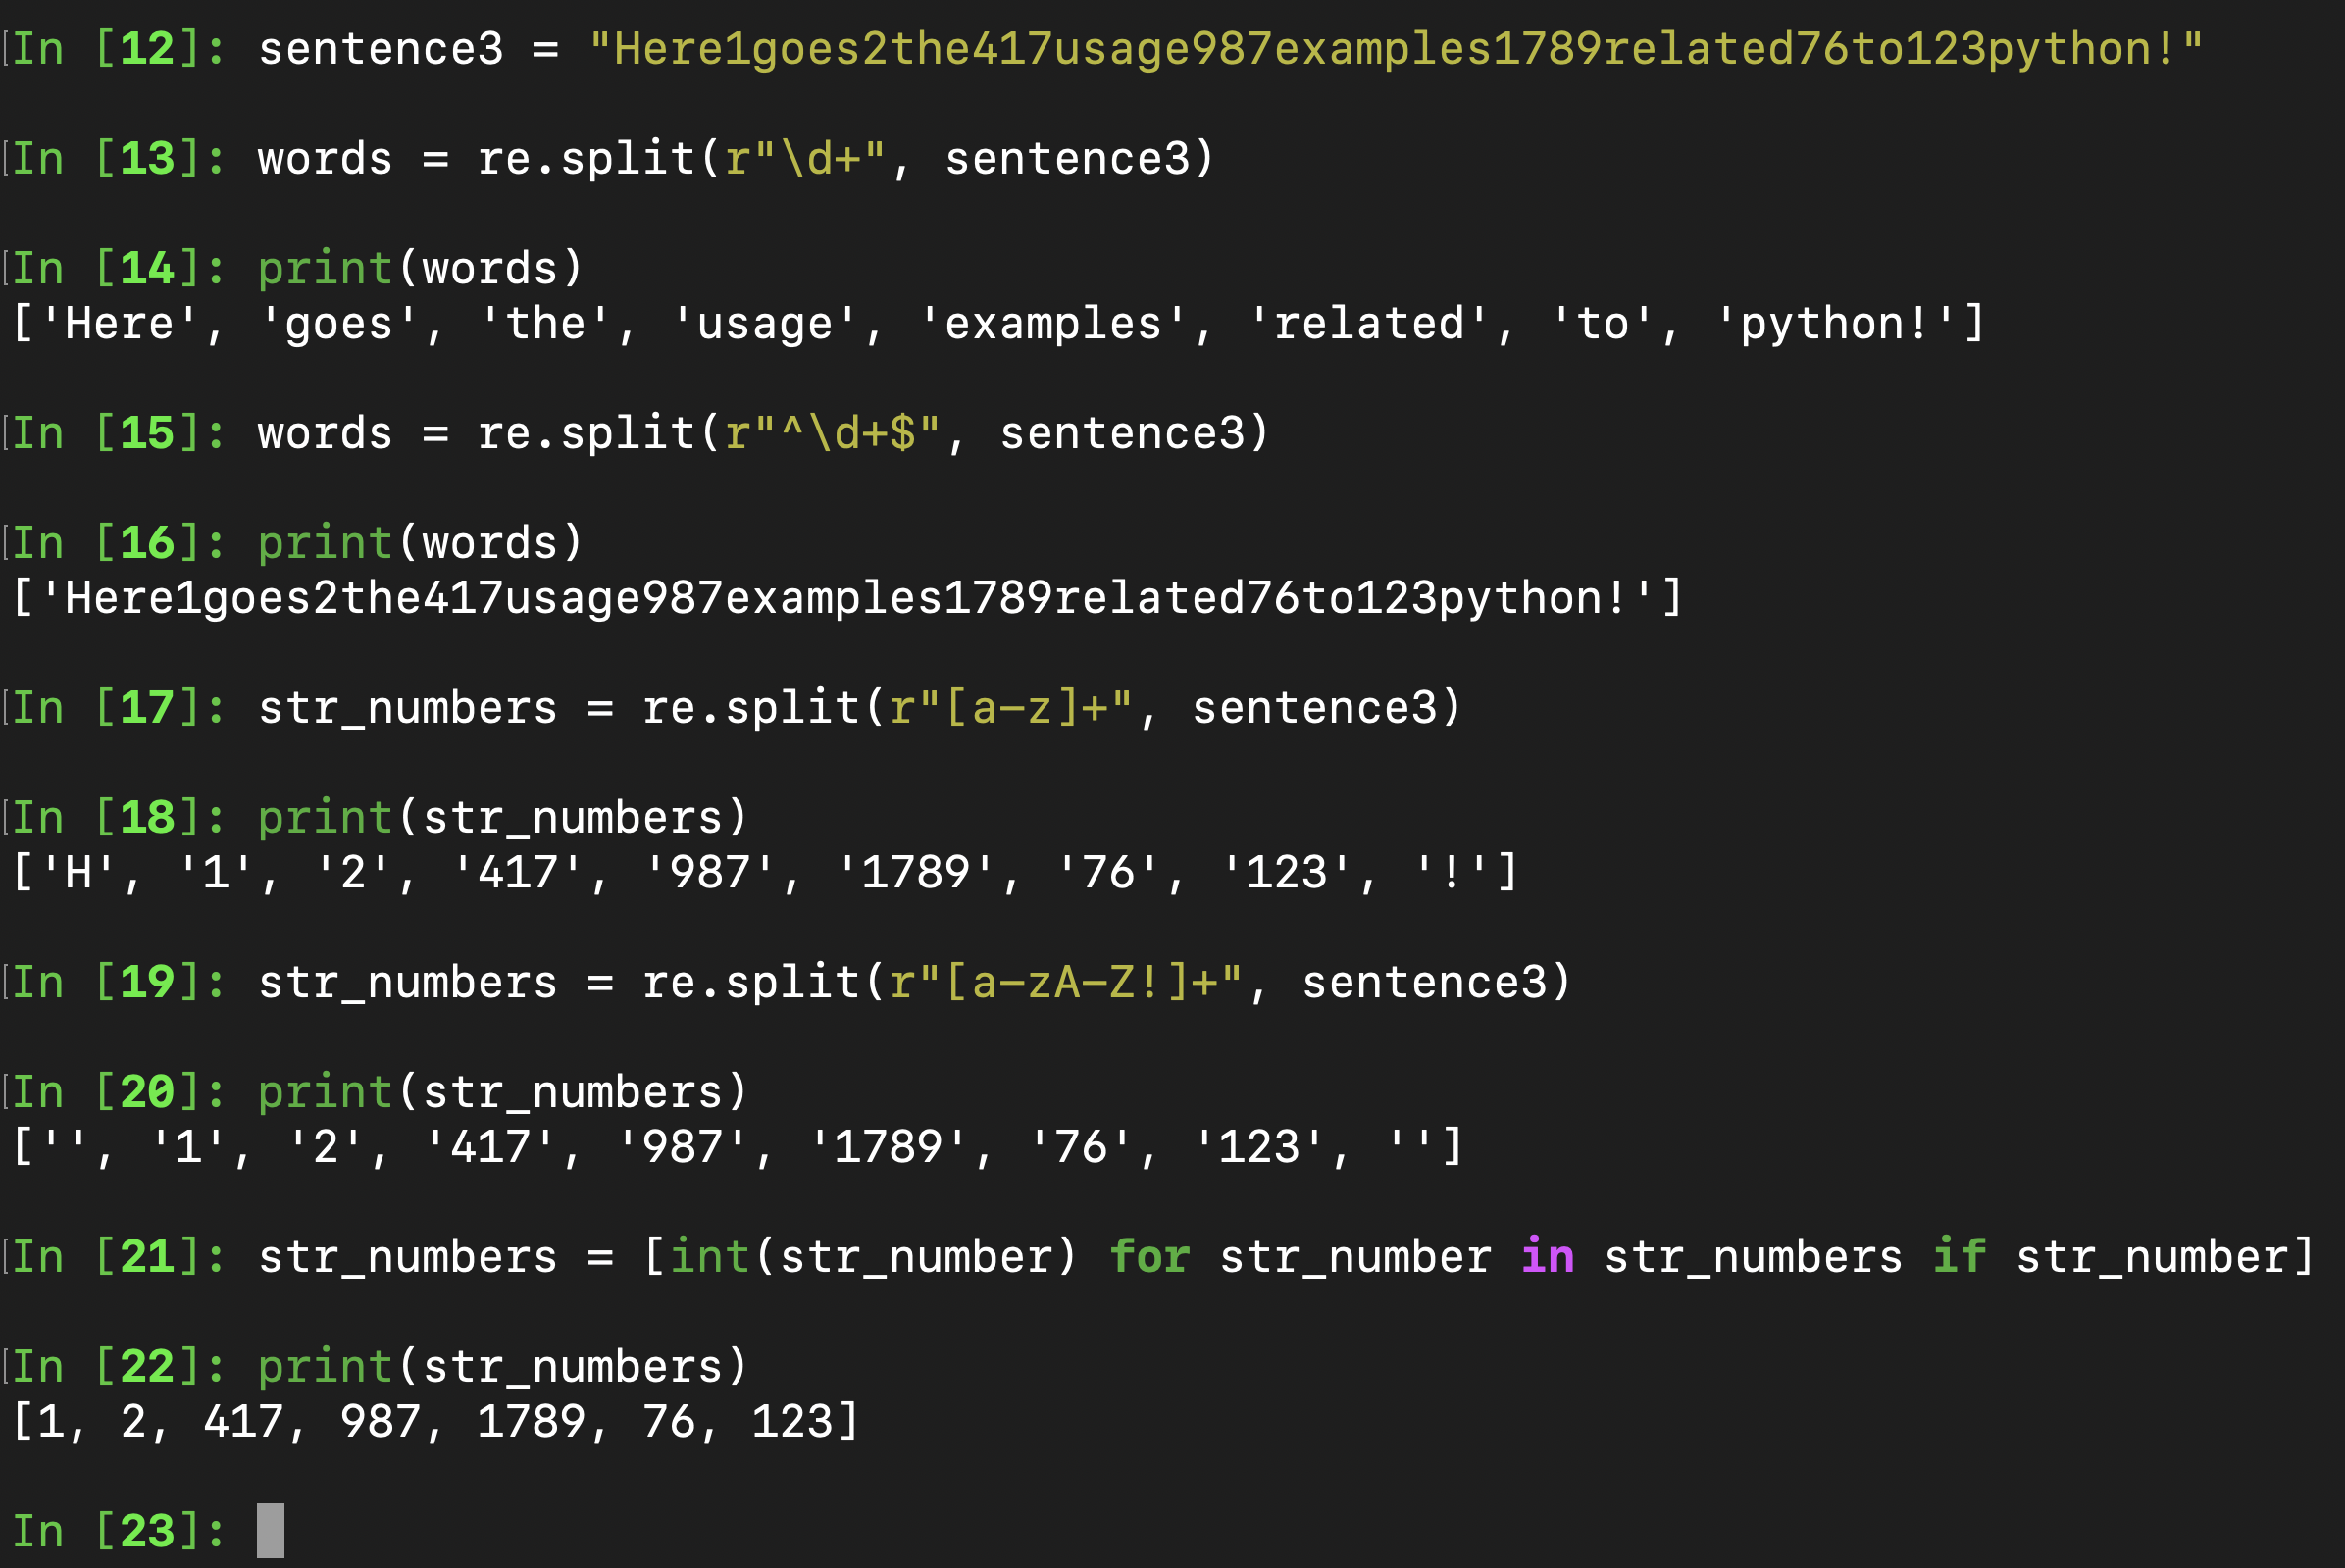 In [12]: sentence3 = "Here1goes2the417usage987examples1789related76to123python!"
In [13]: words = re.split(r"\d+", sentence3)
In [14]: print(words)
['Here', 'goes', 'the', 'usage', 'examples', 'related', 'to', 'python!']
In [15]: words = re.split(r"^\d+$", sentence3)
In [16]: print(words)
['Here1goes2the417usage987examples1789related76to123python!']
In [17]: str_numbers = re.split(r"[a-z]+", sentence3)
In [18]: print(str_numbers)
['H', '1', '2', '417', '987', '1789', '76', '123', '!']
In [19]: str_numbers = re.split(r"[a-zA-Z!]+", sentence3)
In [20]: print(str_numbers)
['', '1', '2', '417', '987', '1789', '76', '123', '']
In [21]: str_numbers = [int(str_number) for str_number in str_numbers if str_number]
In [22]: print(str_numbers)
[1, 2, 417, 987, 1789, 76, 123]
In [23]: